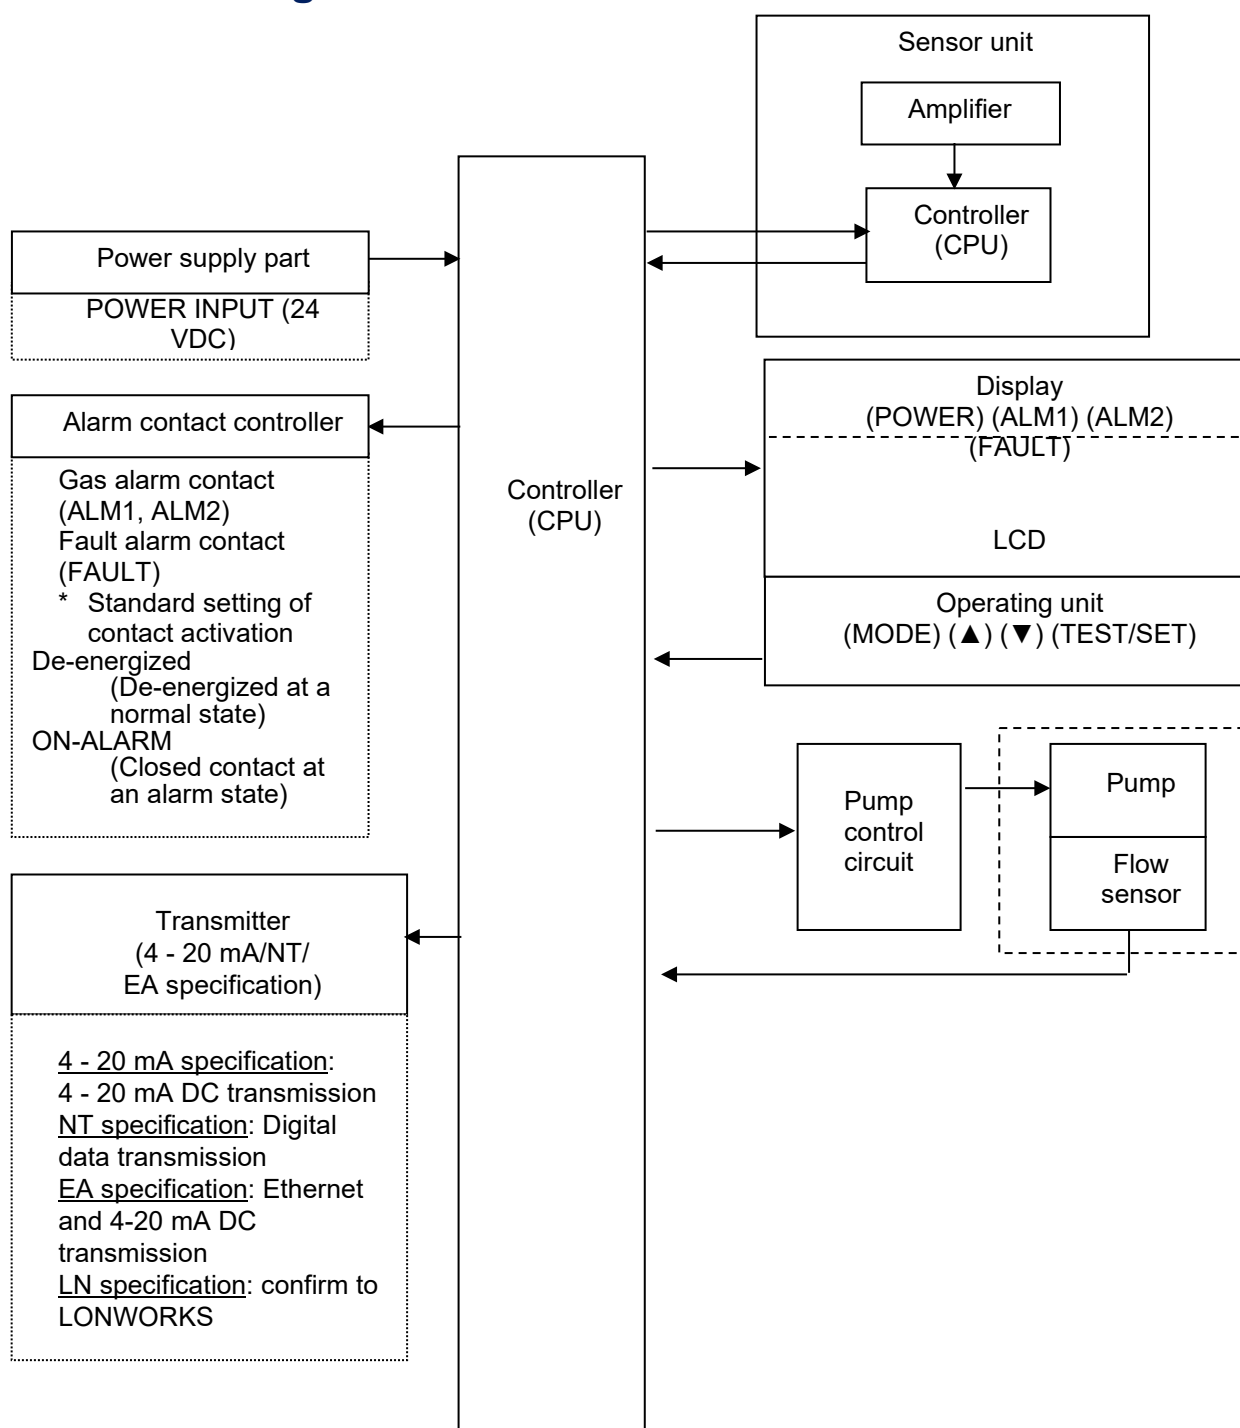 Sensor unit
Amplifier
Controller
(CPU)
Power supply part
POWER INPUT (24
VDC)
Alarm contact controller
Gas alarm contact
(ALM1, ALM2)
Fault alarm contact
(FAULT)
* Standard setting of
contact activation
De-energized
(De-energized at a
normal state)
ON-ALARM
(Closed contact at
an alarm state)
Transmitter
(4 - 20 mA/NT/
EA specification)
4 - 20 mA specification:
4 - 20 mA DC transmission
NT specification: Digital
data transmission
EA specification: Ethernet
and 4-20 mA DC
transmission
LN specification: confirm to
LONWORKS
Controller
(CPU)
Display
(POWER) (ALM1) (ALM2)
(FAULT)
LCD
Operating unit
(MODE) (▲) (▼) (TEST/SET)
Pump
control
circuit
Pump
Flow
sensor